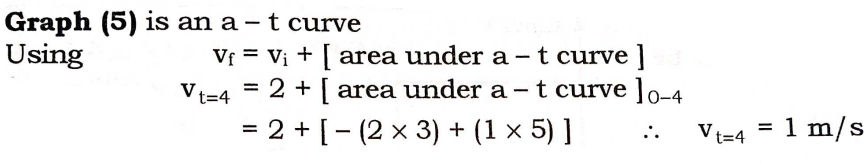 Graph (5) is an a – t curve
Using v_f = v_i + [ area under a – t curve ]
v_{t=4} = 2 + [ area under a – t curve ]_{0–4}
= 2 + [ – (2 × 3) + (1 × 5) ] ∴ v_{t=4} = 1 m/s